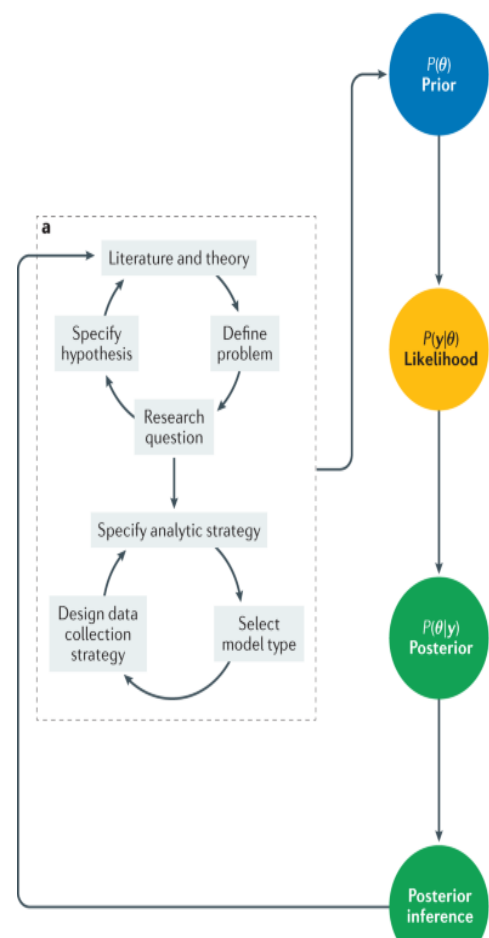 P(θ)
Prior
a
Literature and theory
Specify
hypothesis
Define
problem
Research
question
P(y|θ)
Likelihood
Specify analytic strategy
Design data
collection
strategy
Select
model type
P(θ|y)
Posterior
Posterior
inference